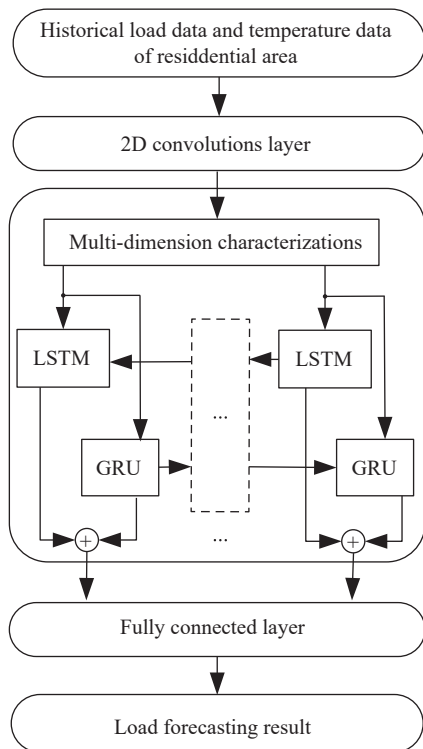 Historical load data and temperature data
of residdential area
2D convolutions layer
Multi-dimension characterizations
LSTM
LSTM
...
GRU
GRU
+
...
+
Fully connected layer
Load forecasting result